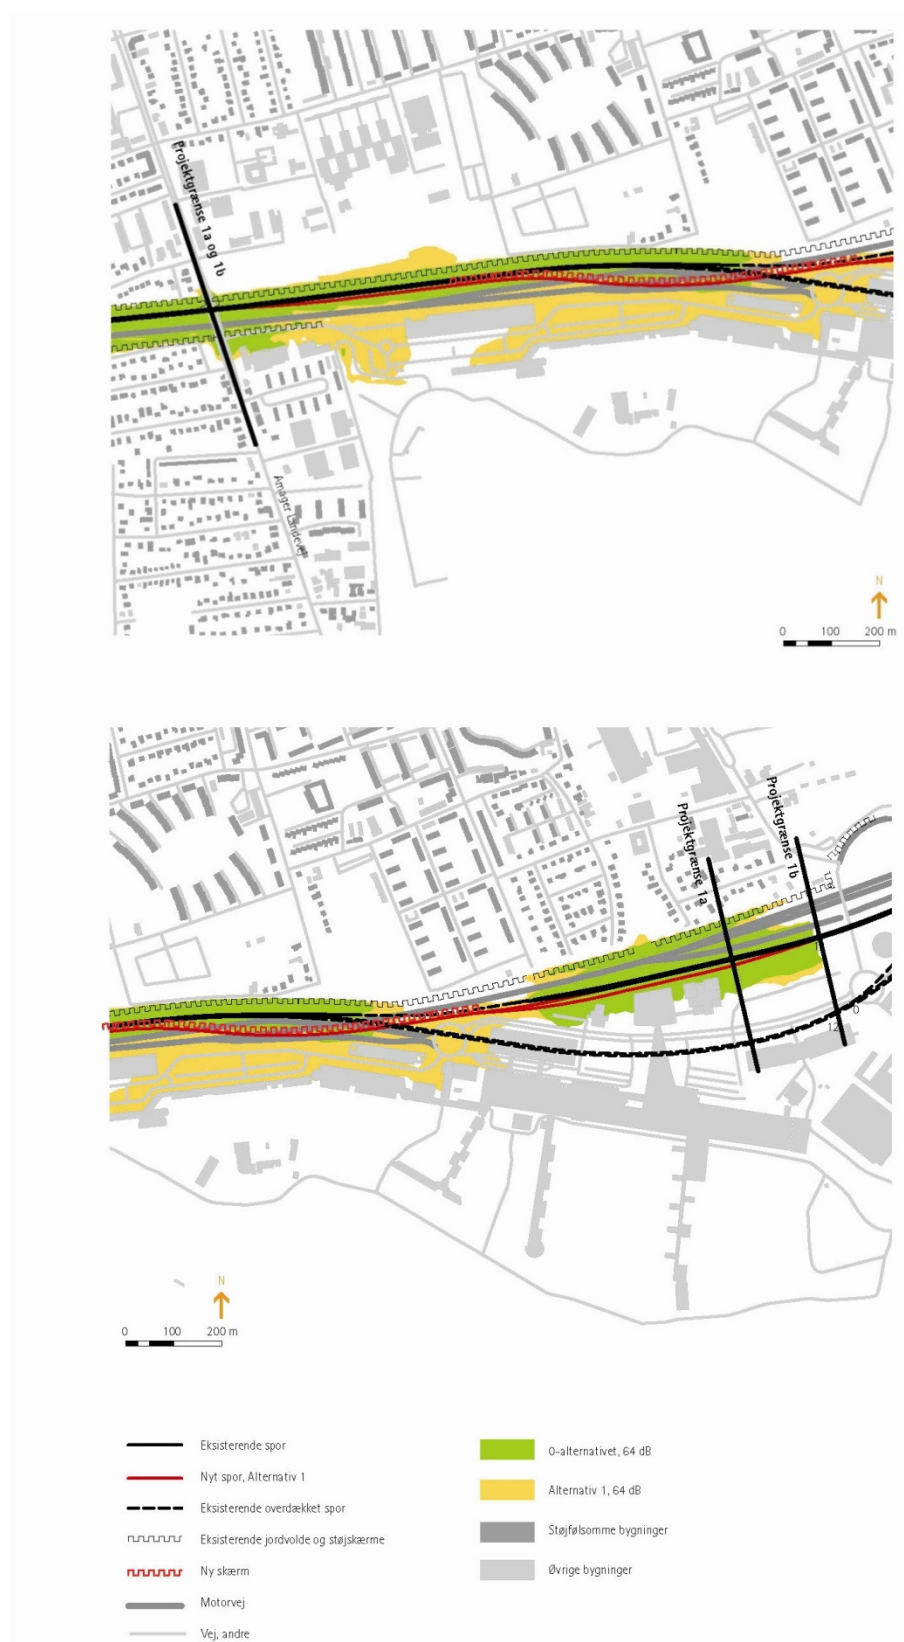 Projektgrænse 1a og 1b
Amager Landevej
N
0 100 200 m
Projektgrænse 1a
Projektgrænse 1b
6
12
N
0 100 200 m
Eksisterende spor
Nyt spor, Alternativ 1
Eksisterende overdækket spor
Eksisterende jordvolde og støjskærme
Ny skærm
Motorvej
Vej, andre
0-alternativet, 64 dB
Alternativ 1, 64 dB
Støjfølsomme bygninger
Øvrige bygninger